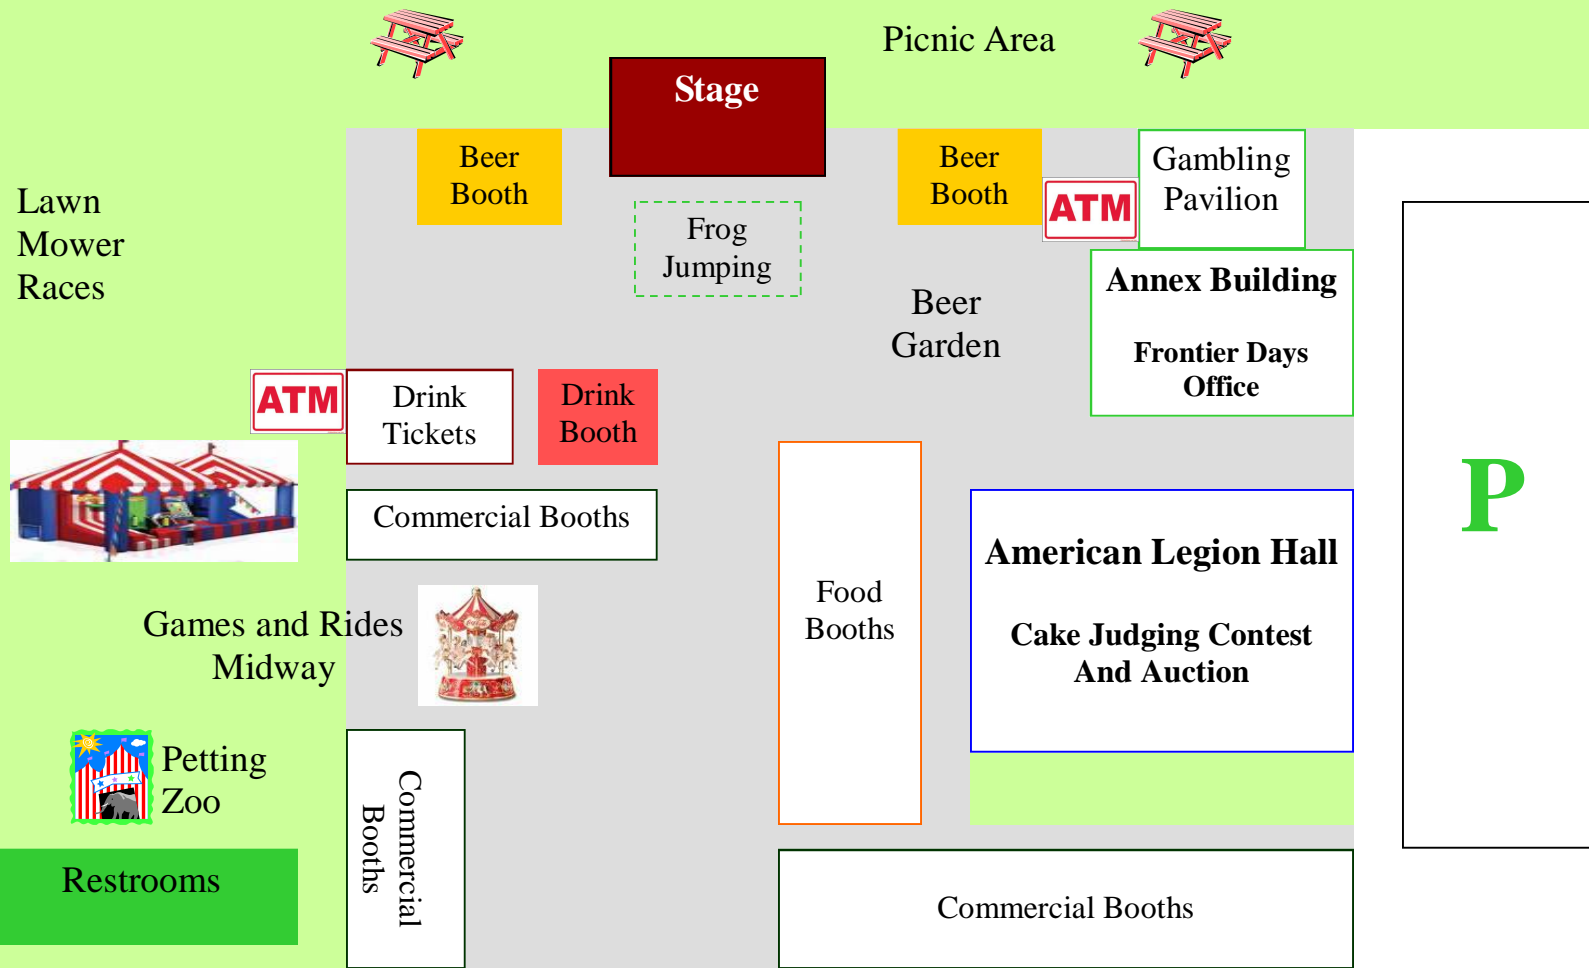 Picnic Area
Stage
Beer
Booth
Beer
Booth
Gambling
Pavilion
ATM
Lawn
Mower
Races
Frog
Jumping
Beer
Garden
Annex Building
Frontier Days
Office
ATM
Drink
Tickets
Drink
Booth
P
Commercial Booths
American Legion Hall
Cake Judging Contest
And Auction
Food
Booths
Games and Rides
Midway
Petting
Zoo
Commercial
Booths
Restrooms
Commercial Booths